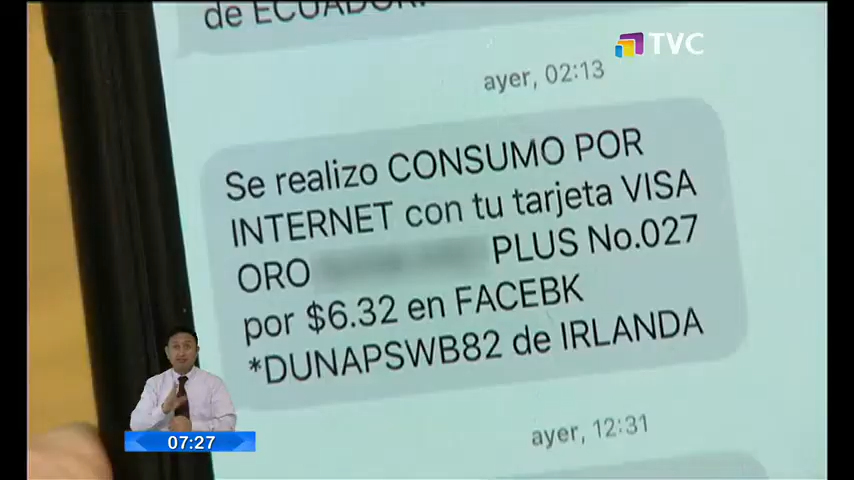 de ECUADOR.
TVC
ayer, 02:13
Se realizo CONSUMO POR
INTERNET con tu tarjeta VISA
ORO PLUS No.027
por $6.32 en FACEBK
*DUNAPSWB82 de IRLANDA
ayer, 12:31
07:27